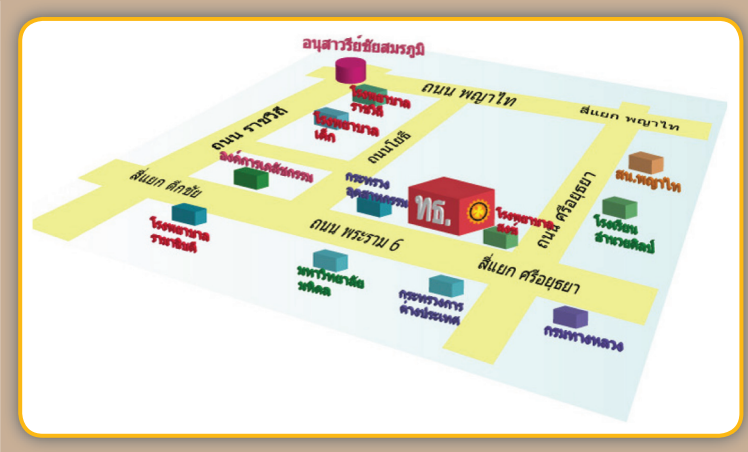 อนุสาวรีย์ชัยสมรภูมิ
ถนน พญาไท
สี่แยก พญาไท
โรงพยาบาล
ราชวิถี
โรงพยาบาล
เด็ก
ถนน ราชวิถี
ถนนโยธี
องค์การเภสัชกรรม
สี่แยก ตึกชัย
กระทรวง
อุตสาหกรรม
ทธ.
โรงพยาบาล
สงฆ์
ถนน ศรีอยุธยา
สน.พญาไท
โรงเรียน
อำนวยศิลป์
โรงพยาบาล
รามาธิบดี
ถนน พระราม 6
สี่แยก ศรีอยุธยา
มหาวิทยาลัย
มหิดล
กระทรวงการ
ต่างประเทศ
กรมทางหลวง